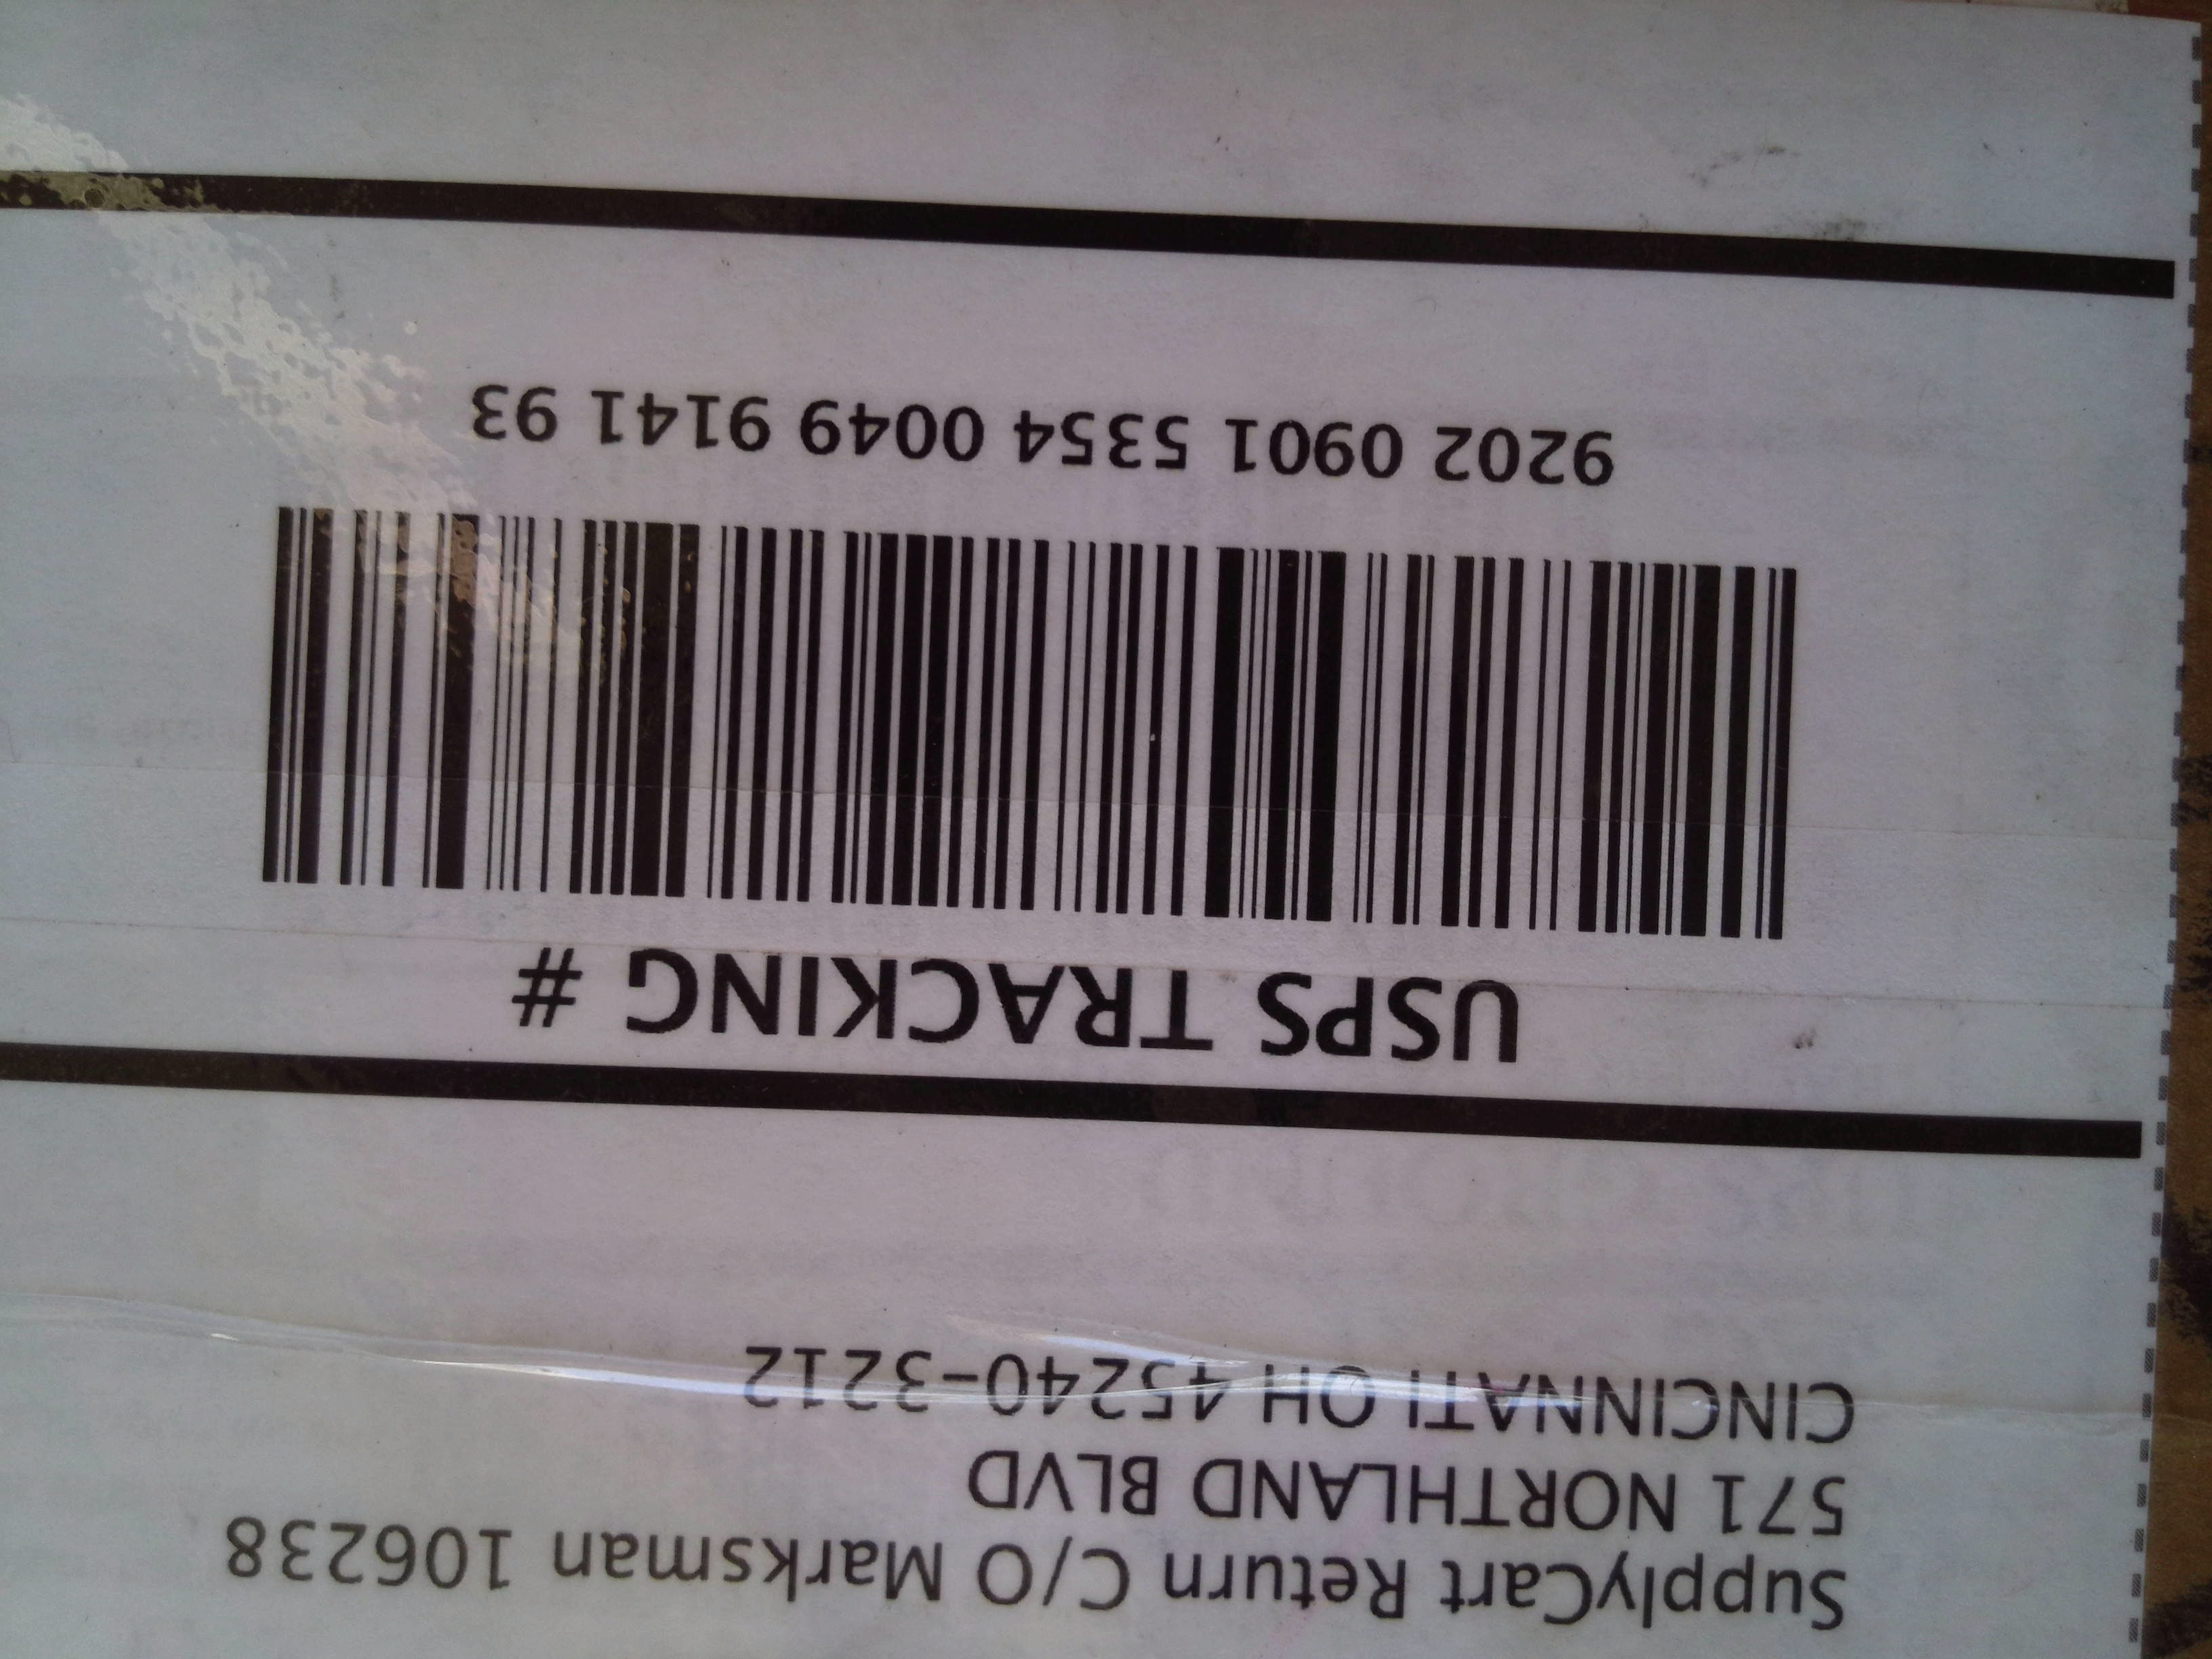 SupplyCart Return C/O Marksman 106238
571 NORTHLAND BLVD
CINCINNATI OH 45240-3212
USPS TRACKING #
9202 0901 5354 0049 9141 93